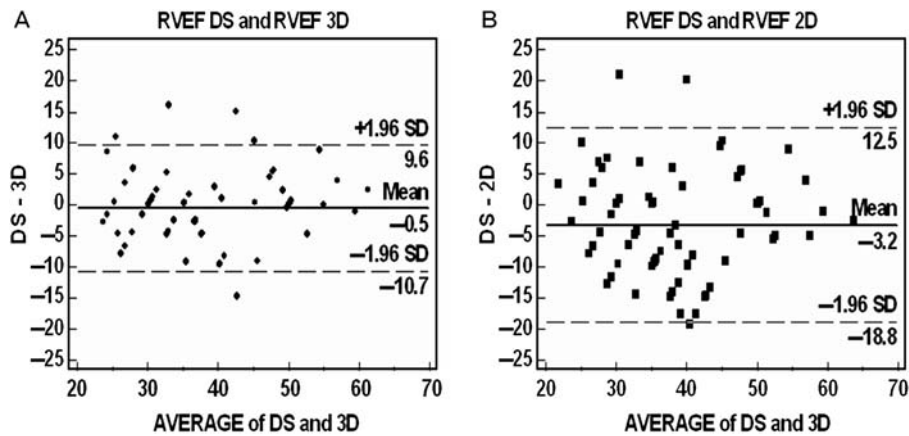 A
RVEF DS and RVEF 3D
25
20
15
10
5
0
−5
−10
−15
−20
−25
DS - 3D
+1.96 SD
9.6
Mean
−0.5
−1.96 SD
−10.7
20 30 40 50 60 70
AVERAGE of DS and 3D
B
RVEF DS and RVEF 2D
25
20
15
10
5
0
−5
−10
−15
−20
−25
DS - 2D
+1.96 SD
12.5
Mean
−3.2
−1.96 SD
−18.8
20 30 40 50 60 70
AVERAGE of DS and 3D